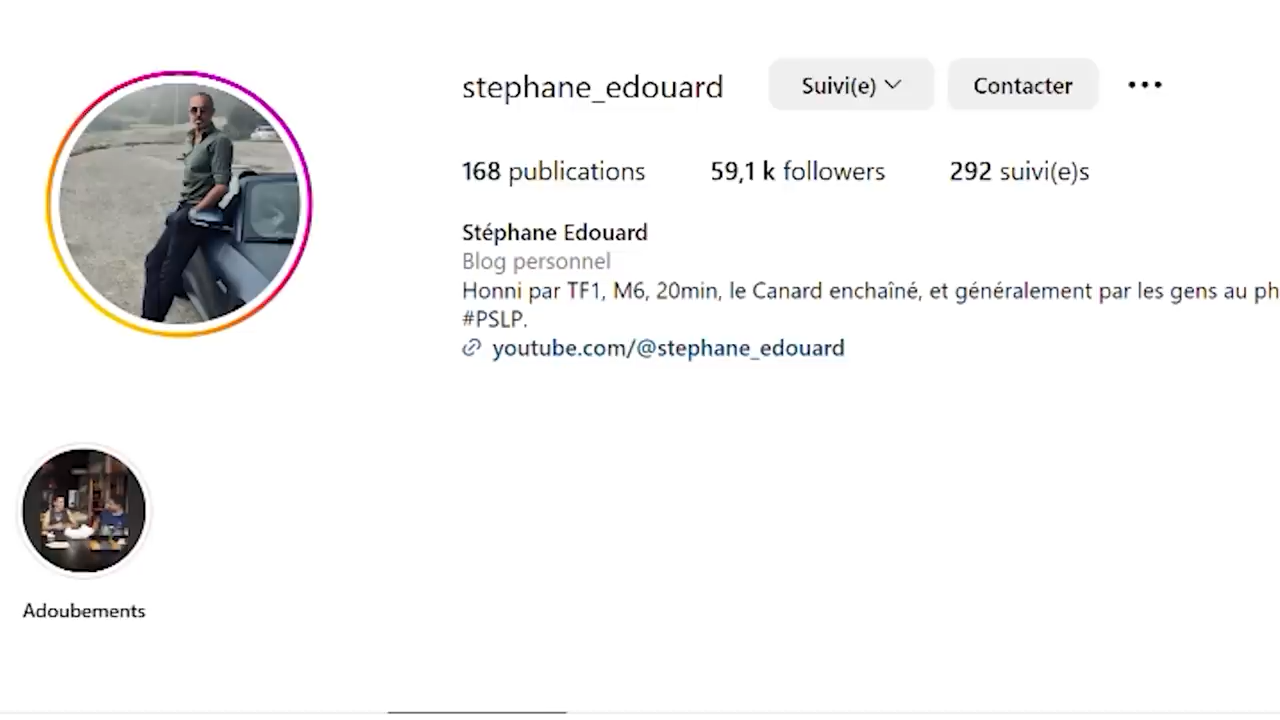 stephane_edouard Suivi(e) Contacter
168 publications 59,1 k followers 292 suivi(e)s
Stéphane Edouard
Blog personnel
Honni par TF1, M6, 20min, le Canard enchaîné, et généralement par les gens au ph
#PSLP.
youtube.com/@stephane_edouard
Adoubements